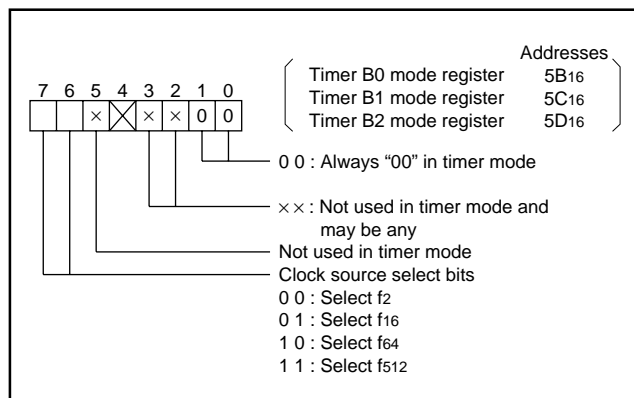 Addresses
Timer B0 mode register 5B16
Timer B1 mode register 5C16
Timer B2 mode register 5D16
7 6 5 4 3 2 1 0
× × × 0 0
0 0 : Always “00” in timer mode
× × : Not used in timer mode and
may be any
Not used in timer mode
Clock source select bits
0 0 : Select f2
0 1 : Select f16
1 0 : Select f64
1 1 : Select f512